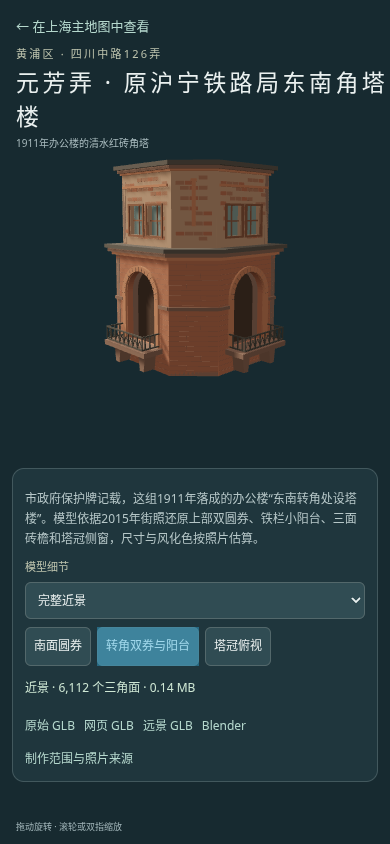 ← 在上海主地图中查看
黄浦区 · 四川中路126弄
元芳弄 · 原沪宁铁路局东南角塔
楼
1911年办公楼的清水红砖角塔
市政府保护牌记载，这组1911年落成的办公楼“东南转角处设塔
楼”。模型依据2015年街照还原上部双圆券、铁栏小阳台、三面
砖檐和塔冠侧窗，尺寸与风化色按照片估算。
模型细节
完整近景
南面圆券 转角双券与阳台 塔冠俯视
近景 · 6,112 个三角面 · 0.14 MB
原始 GLB 网页 GLB 远景 GLB Blender
制作范围与照片来源
拖动旋转 · 滚轮或双指缩放